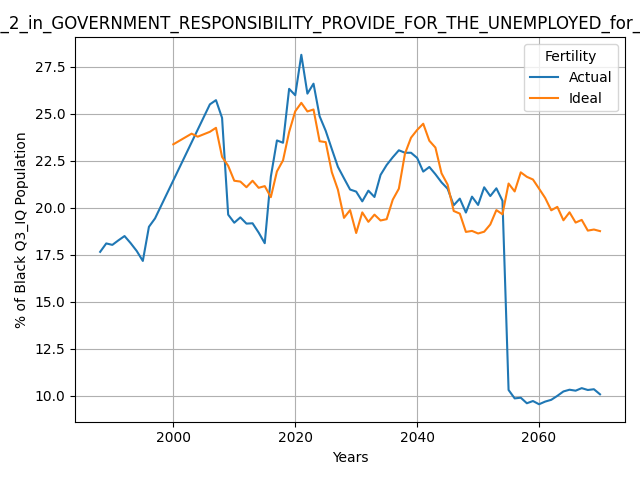 _2_in_GOVERNMENT_RESPONSIBILITY_PROVIDE_FOR_THE_UNEMPLOYED_for_
Fertility
Actual
Ideal
27.5
25.0
22.5
20.0
17.5
15.0
12.5
10.0
% of Black Q3_IQ Population
2000
2020
2040
2060
Years